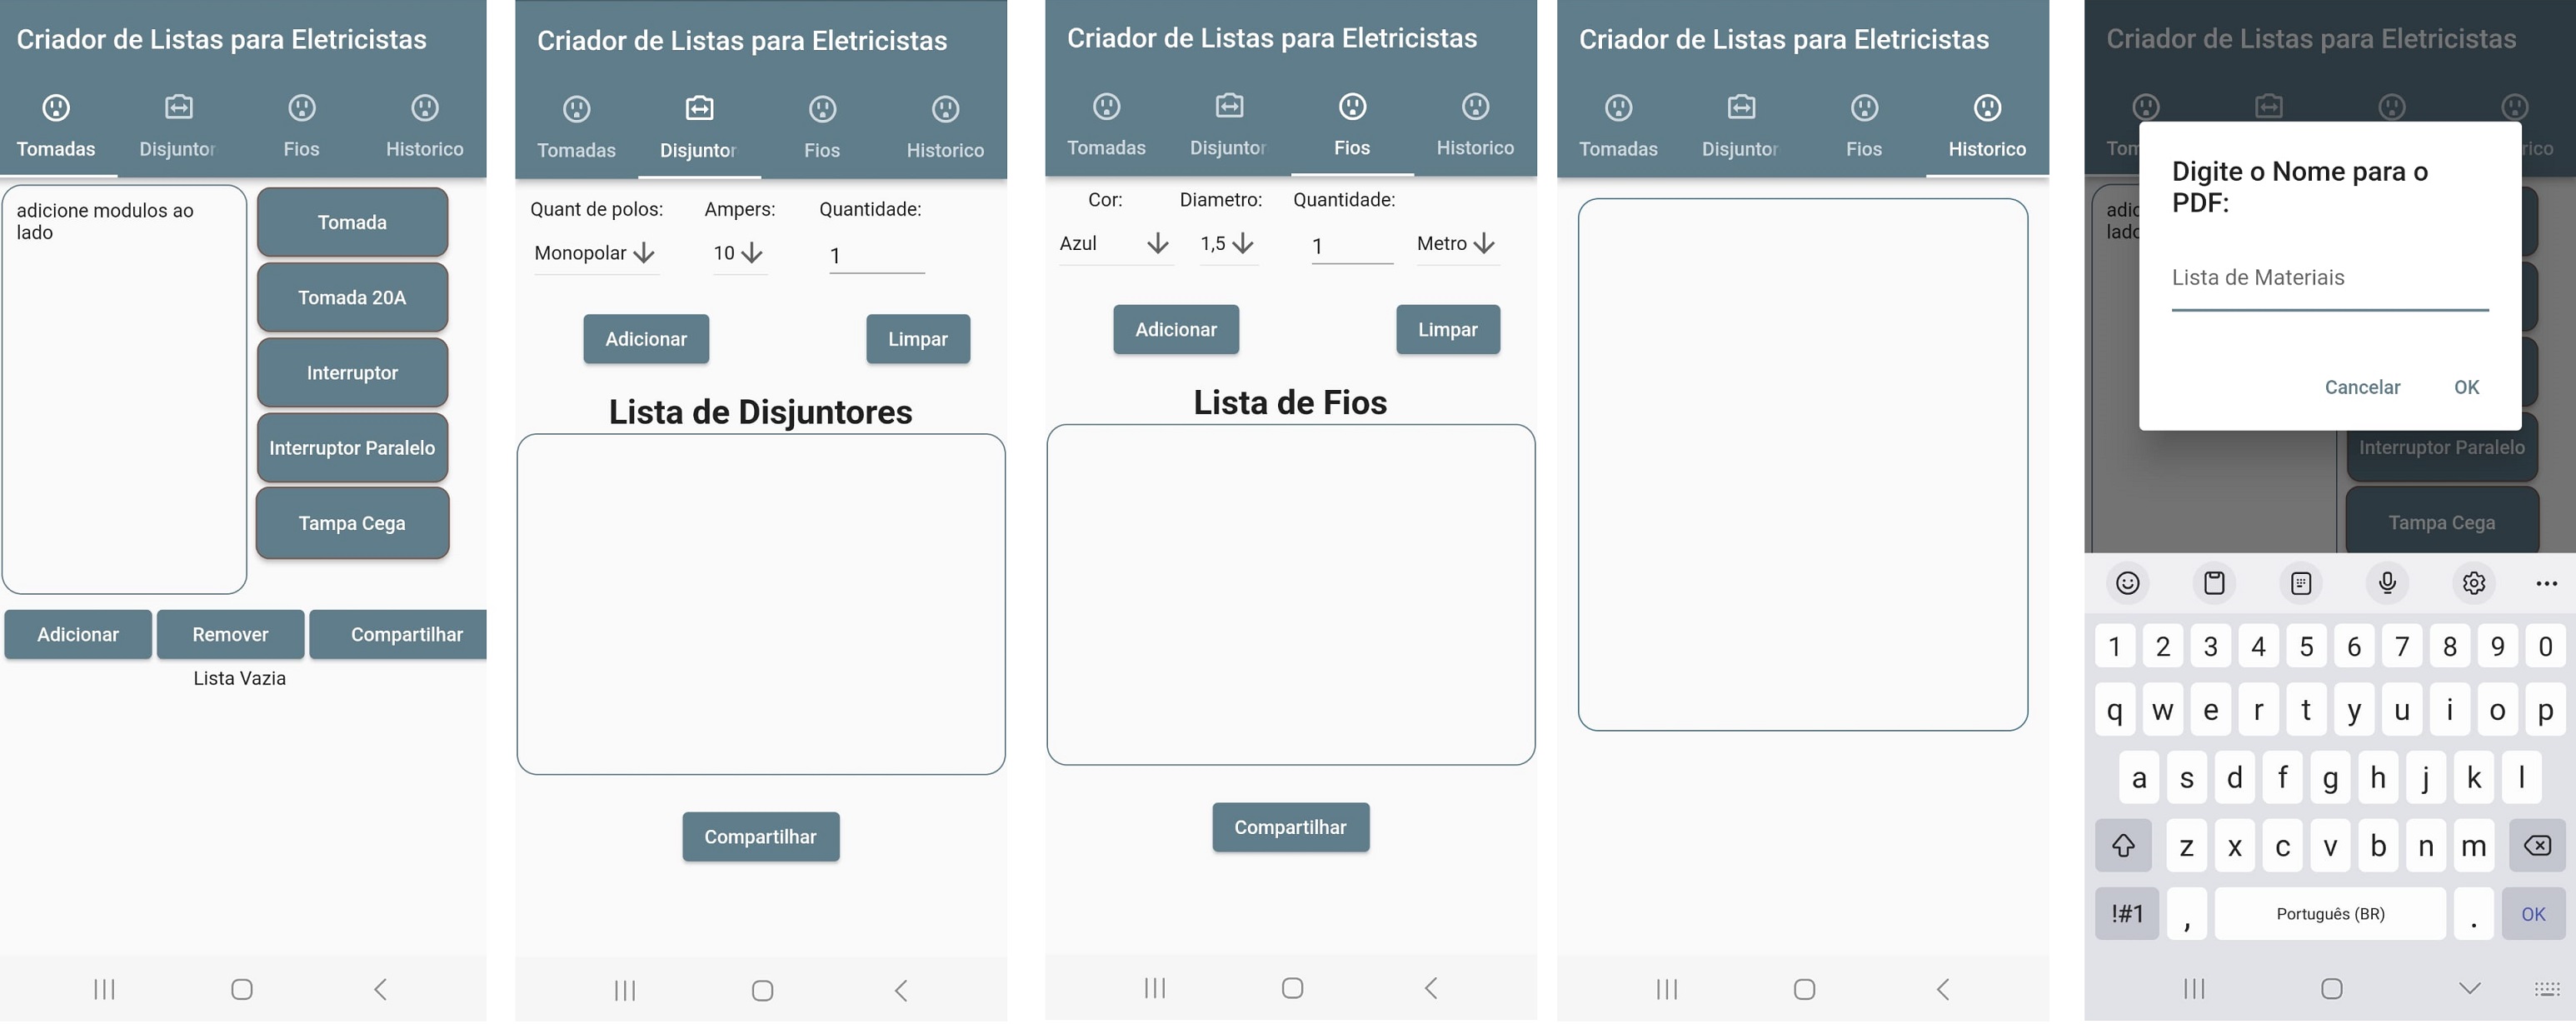 Criador de Listas para Eletricistas
Tomadas Disjuntor Fios Historico
adicione modulos ao
lado
Tomada
Tomada 20A
Interruptor
Interruptor Paralelo
Tampa Cega
Adicionar Remover Compartilhar
Lista Vazia
Criador de Listas para Eletricistas
Tomadas Disjuntor Fios Historico
Quant de polos: Ampers: Quantidade:
Monopolar 10 1
Adicionar Limpar
Lista de Disjuntores
Compartilhar
Criador de Listas para Eletricistas
Tomadas Disjuntor Fios Historico
Cor: Diametro: Quantidade:
Azul 1,5 1 Metro
Adicionar Limpar
Lista de Fios
Compartilhar
Criador de Listas para Eletricistas
Tomadas Disjuntor Fios Historico
Criador de Listas para Eletricistas
Tom rico
adic
lado
Digite o Nome para o
PDF:
Lista de Materiais
Cancelar OK
Interruptor Paralelo
Tampa Cega
1 2 3 4 5 6 7 8 9 0
q w e r t y u i o p
a s d f g h j k l
z x c v b n m
!#1 , Português (BR) . OK